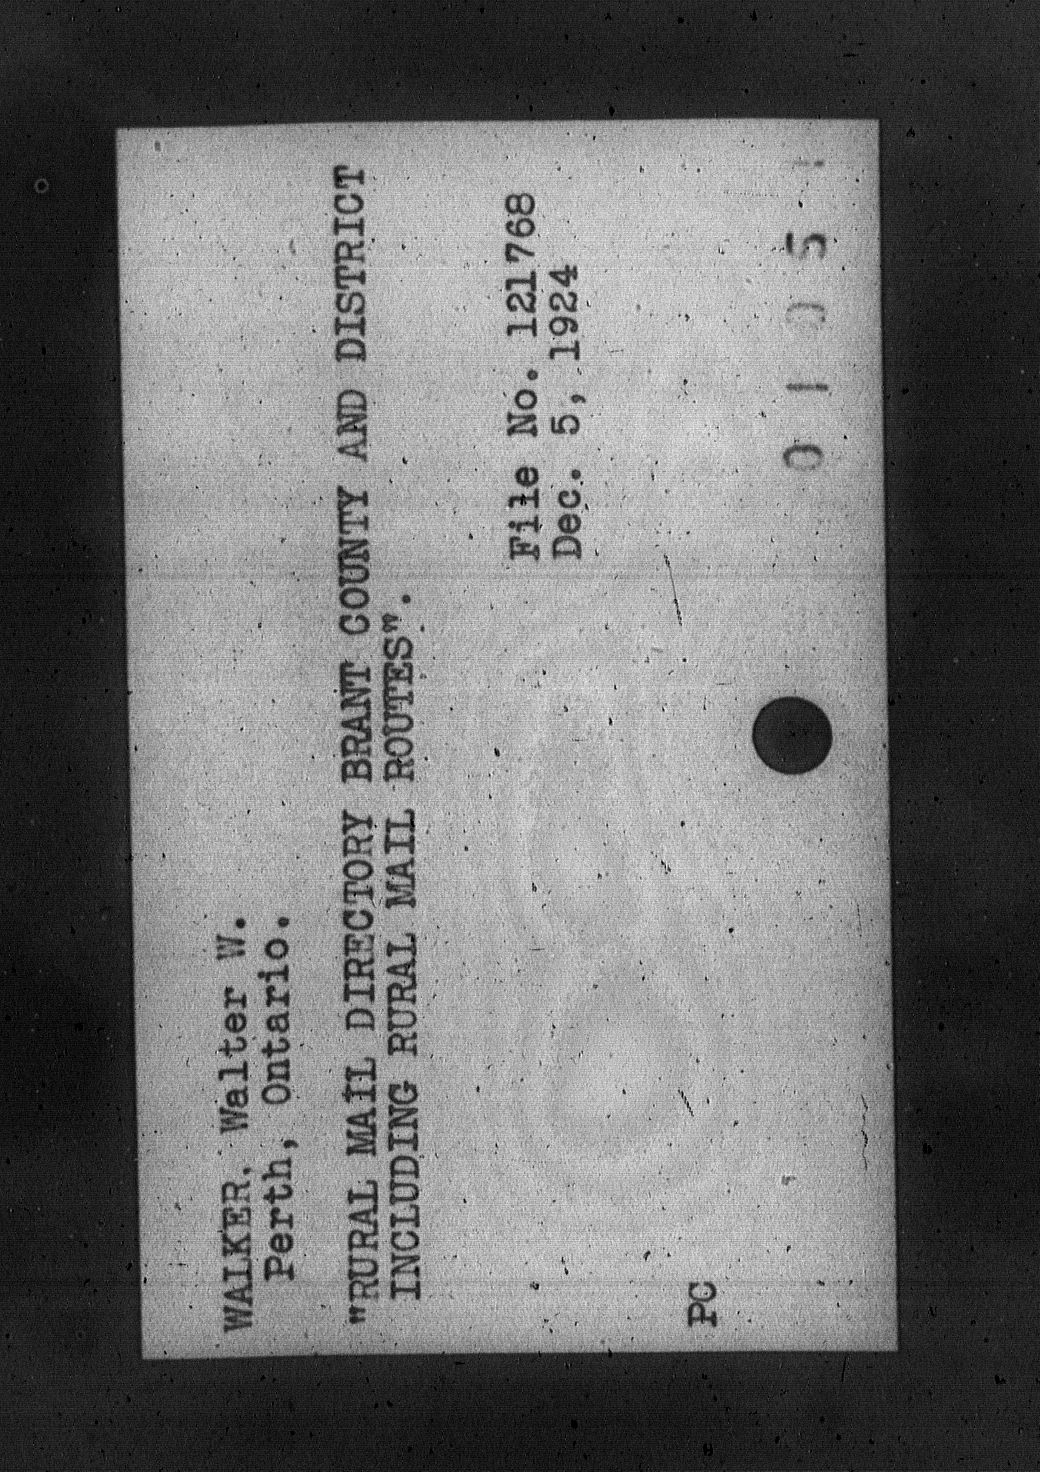 WALKER, Walter W.
Perth, Ontario.
"RURAL MAIL DIRECTORY BRANT COUNTY AND DISTRICT
INCLUDING RURAL MAIL ROUTES".
File No. 121768
Dec. 5, 1924
PC
0105